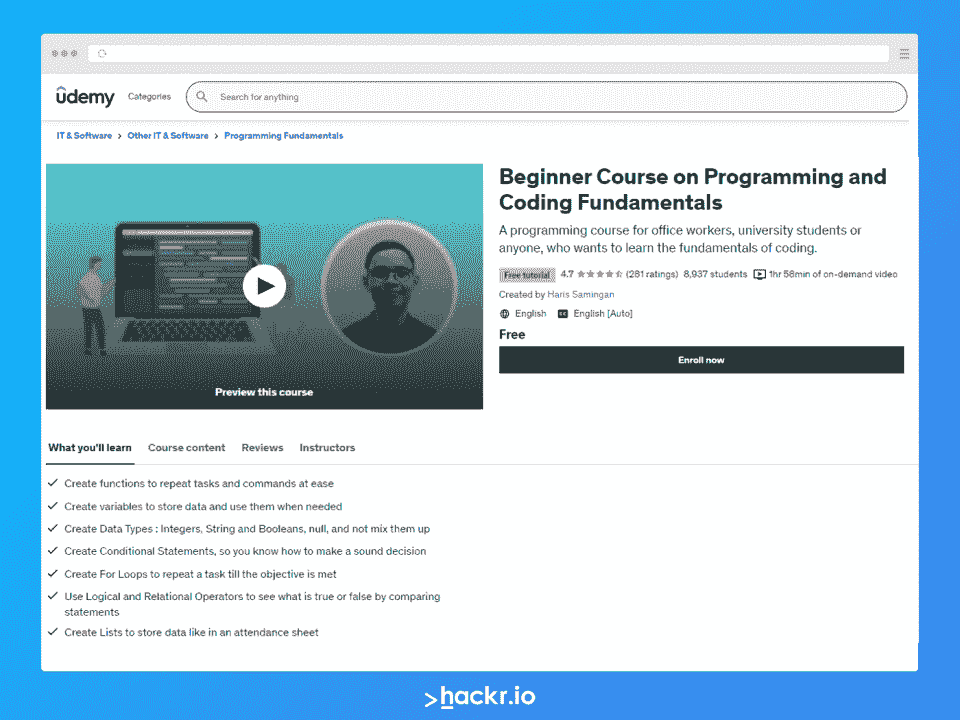 ûdemy Categories Search for anything
IT & Software > Other IT & Software > Programming Fundamentals
Beginner Course on Programming and
Coding Fundamentals
A programming course for office workers, university students or
anyone, who wants to learn the fundamentals of coding.
Free tutorial 4.7 (281 ratings) 8,937 students 1hr 58min of on-demand video
Created by Haris Samingan
English CC English [Auto]
Free
Enroll now
Preview this course
What you'll learn Course content Reviews Instructors
Create functions to repeat tasks and commands at ease
Create variables to store data and use them when needed
Create Data Types : Integers, String and Booleans, null, and not mix them up
Create Conditional Statements, so you know how to make a sound decision
Create For Loops to repeat a task till the objective is met
Use Logical and Relational Operators to see what is true or false by comparing
statements
Create Lists to store data like in an attendance sheet
>hackr.io